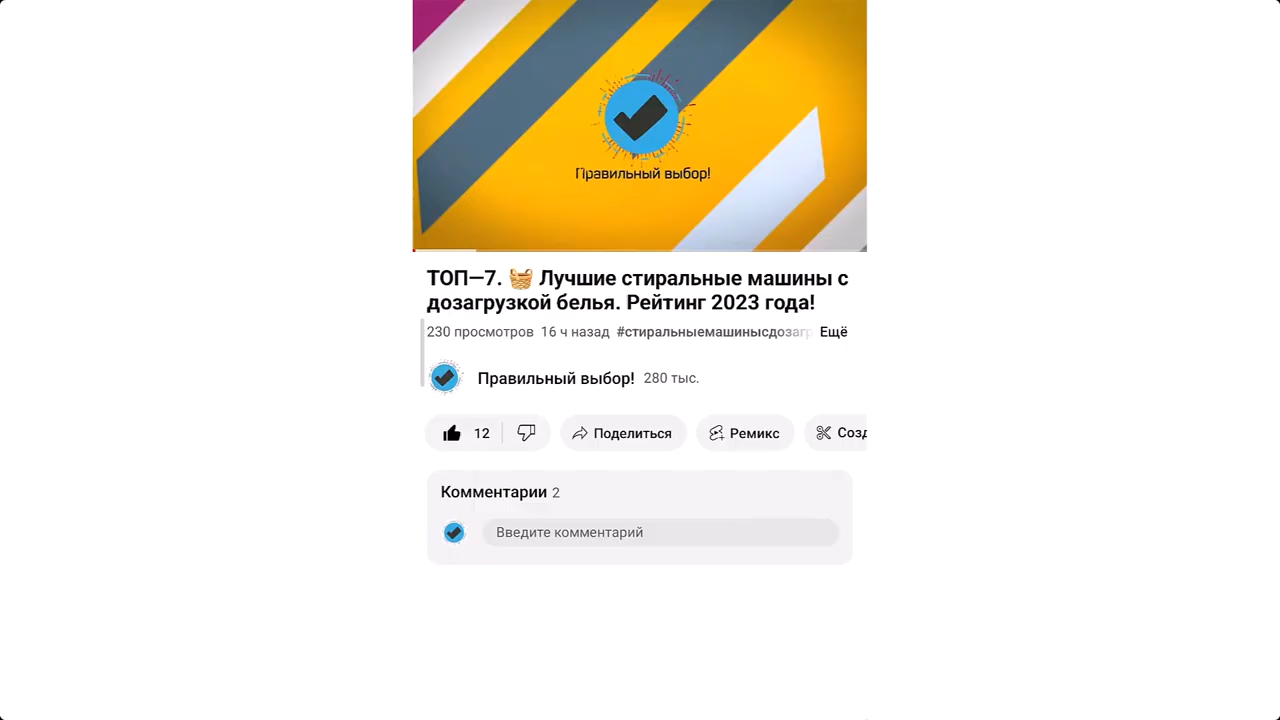 Правильный выбор!
ТОП—7. 🧺 Лучшие стиральные машины с
дозагрузкой белья. Рейтинг 2023 года!
230 просмотров 16 ч назад #стиральныемашинысдозагр Ещё
Правильный выбор! 280 тыс.
12 Поделиться Ремикс Созд
Комментарии 2
Введите комментарий